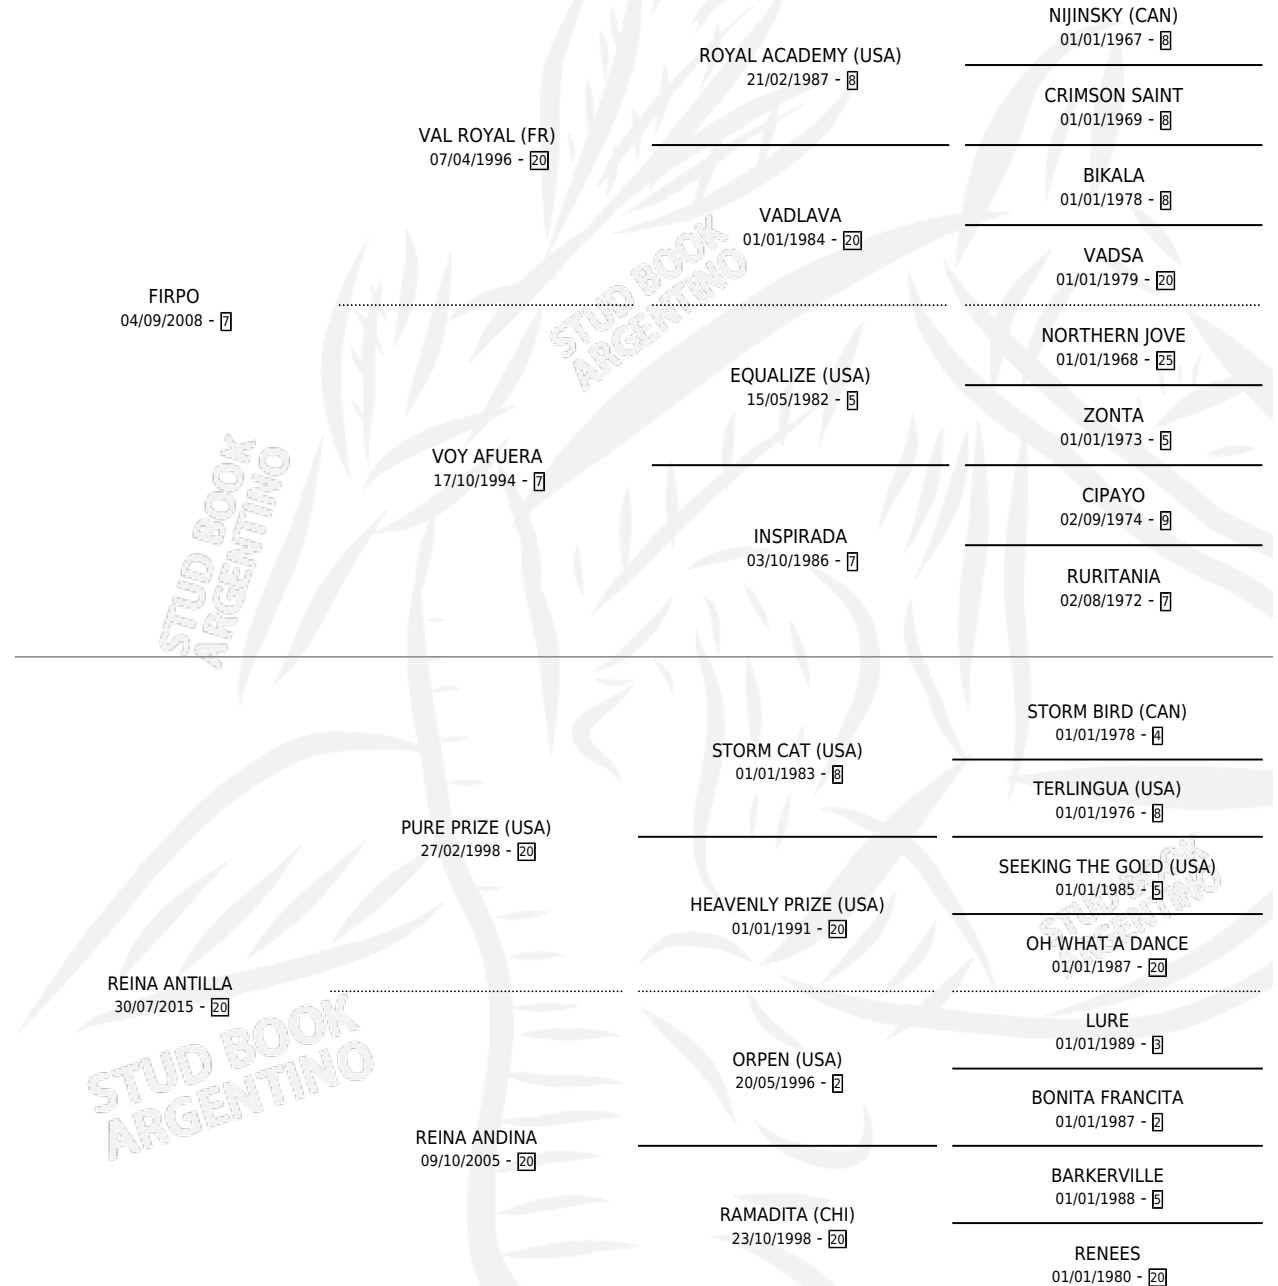 NIJINSKY (CAN)
01/01/1967 - 8
ROYAL ACADEMY (USA)
21/02/1987 - 8
CRIMSON SAINT
01/01/1969 - 8
VAL ROYAL (FR)
07/04/1996 - 20
BIKALA
01/01/1978 - 8
VADLAVA
01/01/1984 - 20
VADSA
01/01/1979 - 20
FIRPO
04/09/2008 - 7
NORTHERN JOVE
01/01/1968 - 25
EQUALIZE (USA)
15/05/1982 - 5
ZONTA
01/01/1973 - 5
VOY AFUERA
17/10/1994 - 7
CIPAYO
02/09/1974 - 9
INSPIRADA
03/10/1986 - 7
RURITANIA
02/08/1972 - 7
STUD BOOK
ARGENTINO
STUD BOOK
ARGENTINO
STORM BIRD (CAN)
01/01/1978 - 4
STORM CAT (USA)
01/01/1983 - 8
TERLINGUA (USA)
01/01/1976 - 8
PURE PRIZE (USA)
27/02/1998 - 20
SEEKING THE GOLD (USA)
01/01/1985 - 5
HEAVENLY PRIZE (USA)
01/01/1991 - 20
OH WHAT A DANCE
01/01/1987 - 20
STUD BOOK
ARGENTINO
REINA ANTILLA
30/07/2015 - 20
LURE
01/01/1989 - 3
ORPEN (USA)
20/05/1996 - 2
BONITA FRANCITA
01/01/1987 - 2
REINA ANDINA
09/10/2005 - 20
BARKERVILLE
01/01/1988 - 5
RAMADITA (CHI)
23/10/1998 - 20
RENEES
01/01/1980 - 20
STUD BOOK
ARGENTINO